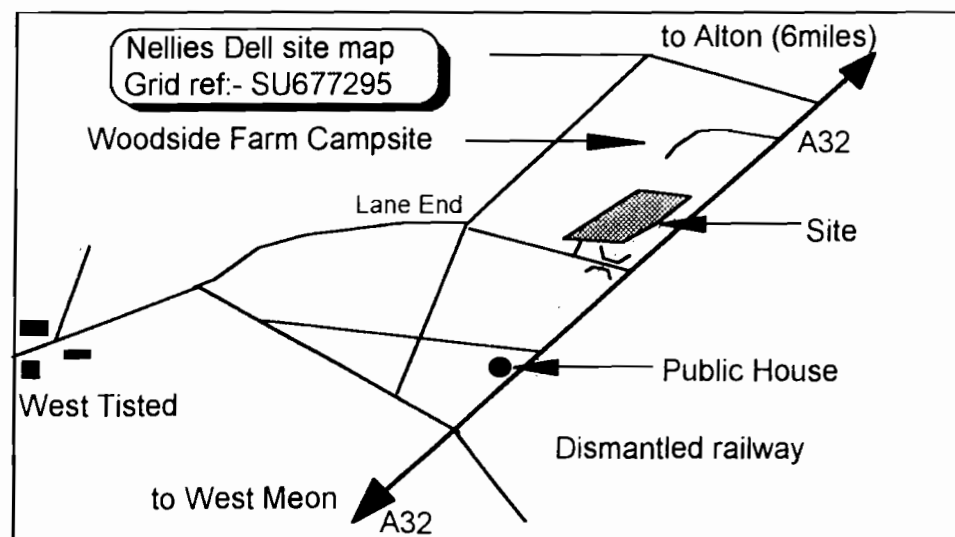 Nellies Dell site map
Grid ref:- SU677295
to Alton (6miles)
Woodside Farm Campsite
A32
Lane End
Site
Public House
West Tisted
Dismantled railway
to West Meon
A32